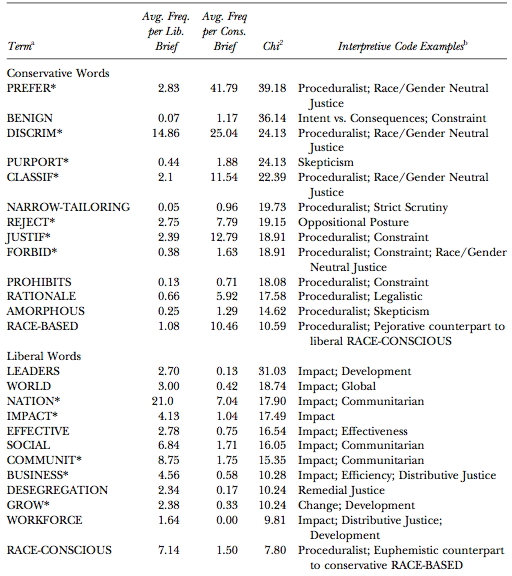 Avg. Freq. Avg. Freq.
per Lib. per Cons.
Termᵃ Brief Brief Chi² Interpretive Code Examplesᵇ
Conservative Words
PREFER* 2.83 41.79 39.18 Proceduralist; Race/Gender Neutral
Justice
BENIGN 0.07 1.17 36.14 Intent vs. Consequences; Constraint
DISCRIM* 14.86 25.04 24.13 Proceduralist; Race/Gender Neutral
Justice
PURPORT* 0.44 1.88 24.13 Skepticism
CLASSIF* 2.1 11.54 22.39 Proceduralist; Race/Gender Neutral
Justice
NARROW-TAILORING 0.05 0.96 19.73 Proceduralist; Strict Scrutiny
REJECT* 2.75 7.79 19.15 Oppositional Posture
JUSTIF* 2.39 12.79 18.91 Proceduralist; Constraint
FORBID* 0.38 1.63 18.91 Proceduralist; Constraint; Race/Gender
Neutral Justice
PROHIBITS 0.13 0.71 18.08 Proceduralist; Constraint
RATIONALE 0.66 5.92 17.58 Proceduralist; Legalistic
AMORPHOUS 0.25 1.29 14.62 Proceduralist; Skepticism
RACE-BASED 1.08 10.46 10.59 Proceduralist; Pejorative counterpart to
liberal RACE-CONSCIOUS
Liberal Words
LEADERS 2.70 0.13 31.03 Impact; Development
WORLD 3.00 0.42 18.74 Impact; Global
NATION* 21.0 7.04 17.90 Impact; Communitarian
IMPACT* 4.13 1.04 17.49 Impact
EFFECTIVE 2.78 0.75 16.54 Impact; Effectiveness
SOCIAL 6.84 1.71 16.05 Impact; Communitarian
COMMUNIT* 8.75 1.75 15.35 Impact; Communitarian
BUSINESS* 4.56 0.58 10.28 Impact; Efficiency; Distributive Justice
DESEGREGATION 2.34 0.17 10.24 Remedial Justice
GROW* 2.38 0.33 10.24 Change; Development
WORKFORCE 1.64 0.00 9.81 Impact; Distributive Justice;
Development
RACE-CONSCIOUS 7.14 1.50 7.80 Proceduralist; Euphemistic counterpart
to conservative RACE-BASED